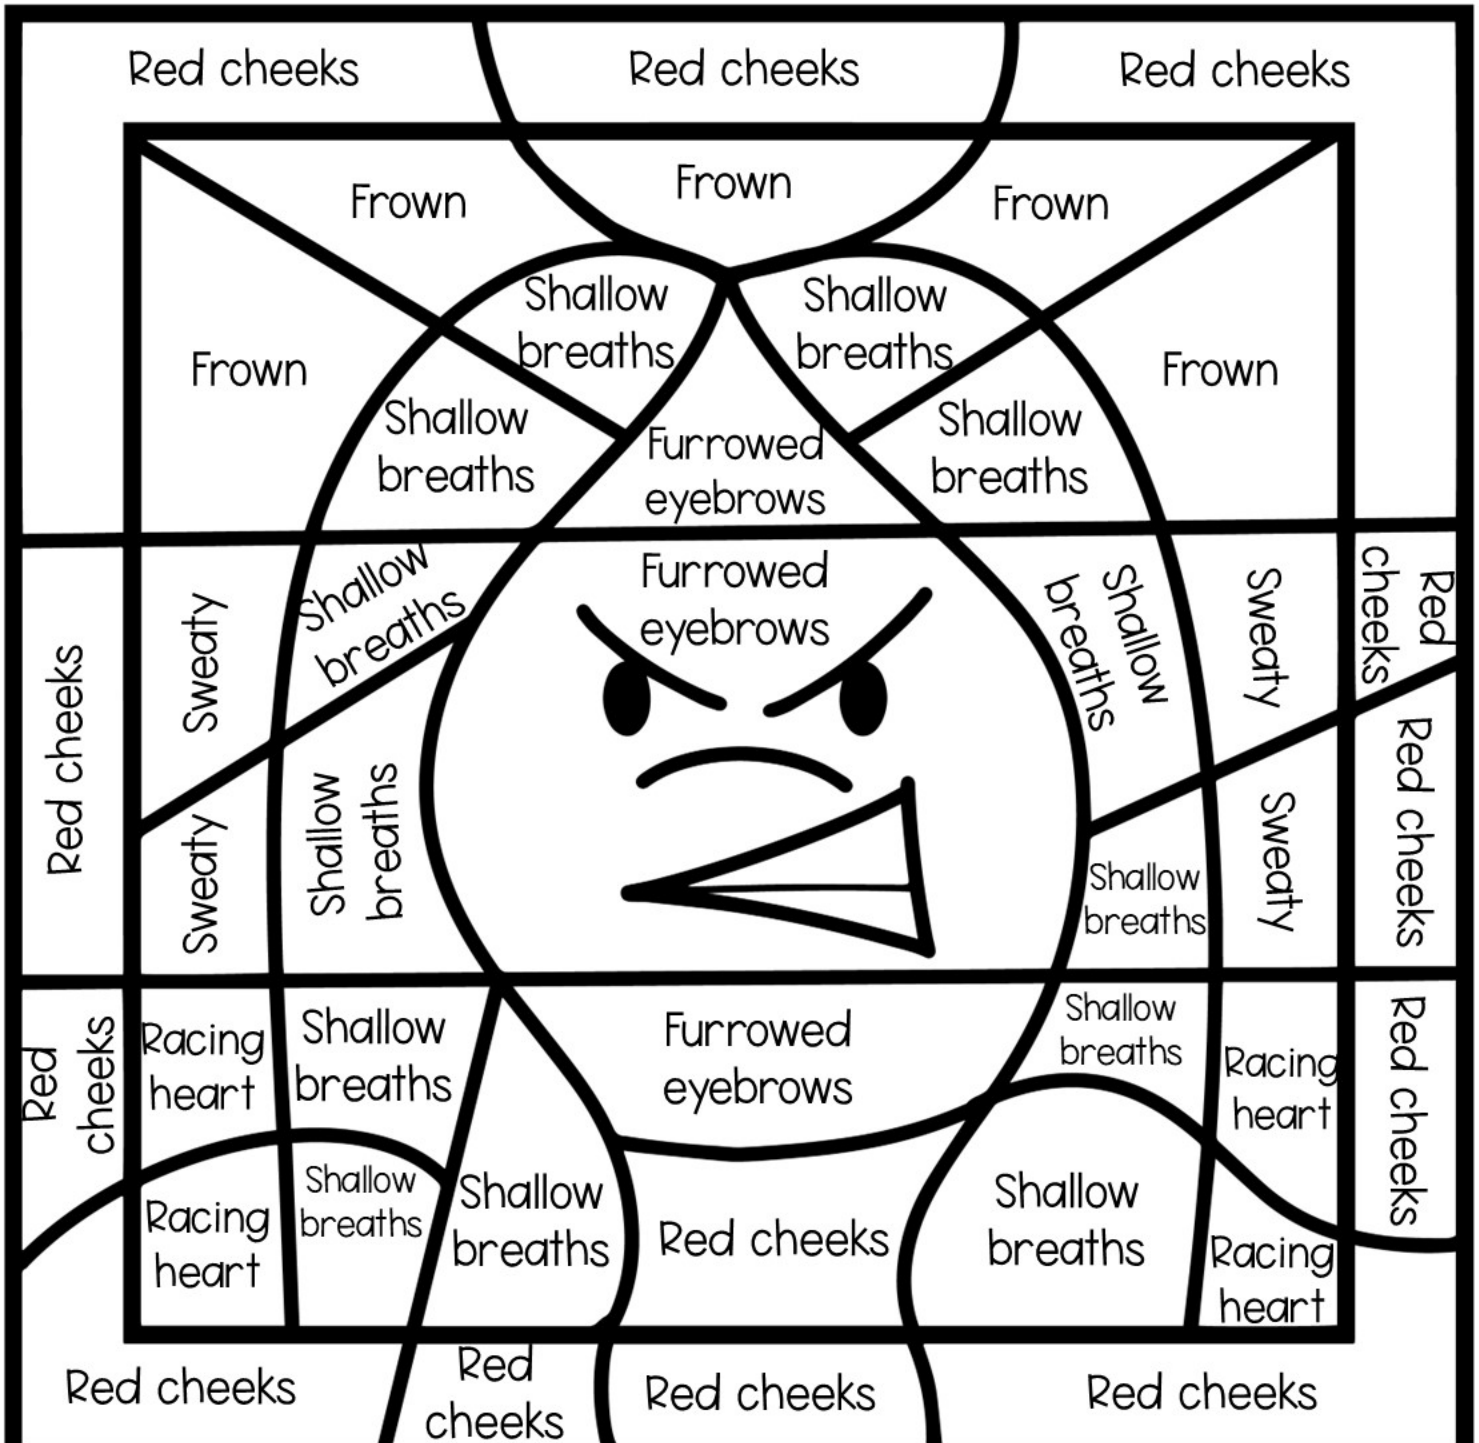 Red cheeks
Red cheeks
Red cheeks
Frown
Frown
Frown
Shallow
breaths
Shallow
breaths
Frown
Frown
Shallow
breaths
Furrowed
eyebrows
Shallow
breaths
Red cheeks
Sweaty
Shallow
breaths
Furrowed
eyebrows
Shallow
breaths
Sweaty
Red
cheeks
Sweaty
Shallow
breaths
Shallow
breaths
Sweaty
Red cheeks
Red
cheeks
Racing
heart
Shallow
breaths
Furrowed
eyebrows
Shallow
breaths
Racing
heart
Red cheeks
Racing
heart
Shallow
breaths
Shallow
breaths
Red cheeks
Shallow
breaths
Racing
heart
Red cheeks
Red
cheeks
Red cheeks
Red cheeks